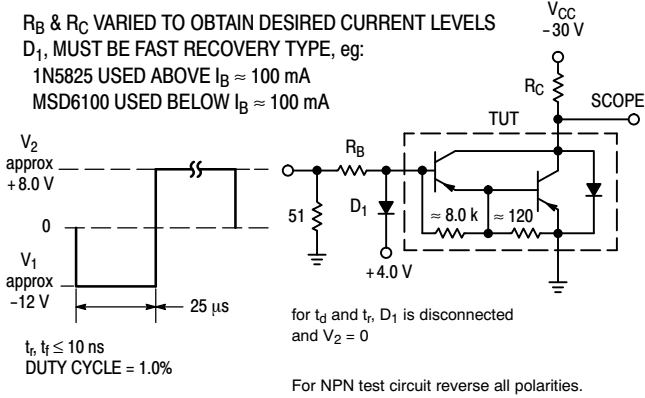 R_B & R_C VARIED TO OBTAIN DESIRED CURRENT LEVELS
D_1, MUST BE FAST RECOVERY TYPE, eg:
1N5825 USED ABOVE I_B ≈ 100 mA
MSD6100 USED BELOW I_B ≈ 100 mA
V_CC
-30 V
R_C
SCOPE
TUT
V_2
approx
+8.0 V
0
V_1
approx
-12 V
25 μs
R_B
51
D_1
+4.0 V
≈ 8.0 k
≈ 120
t_r, t_f ≤ 10 ns
DUTY CYCLE = 1.0%
for t_d and t_r, D_1 is disconnected
and V_2 = 0
For NPN test circuit reverse all polarities.